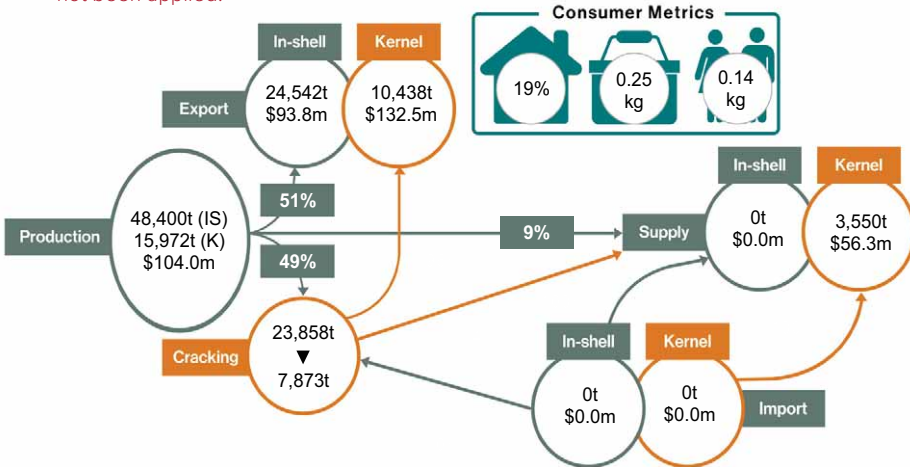 not been applied.
Consumer Metrics
19%
0.25
kg
0.14
kg
In-shell
Kernel
Export
24,542t
$93.8m
10,438t
$132.5m
51%
Production
48,400t (IS)
15,972t (K)
$104.0m
9%
49%
Supply
In-shell
Kernel
0t
$0.0m
3,550t
$56.3m
Cracking
23,858t
▼
7,873t
In-shell
Kernel
0t
$0.0m
0t
$0.0m
Import